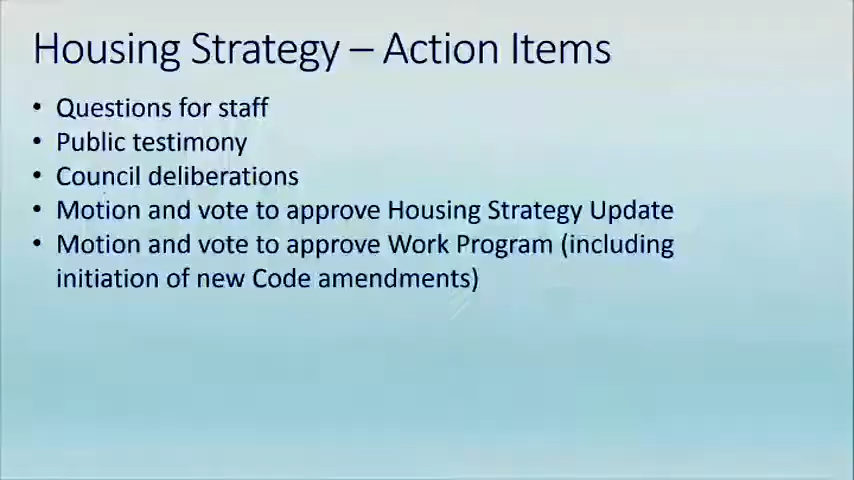 Housing Strategy – Action Items
• Questions for staff
• Public testimony
• Council deliberations
• Motion and vote to approve Housing Strategy Update
• Motion and vote to approve Work Program (including
initiation of new Code amendments)